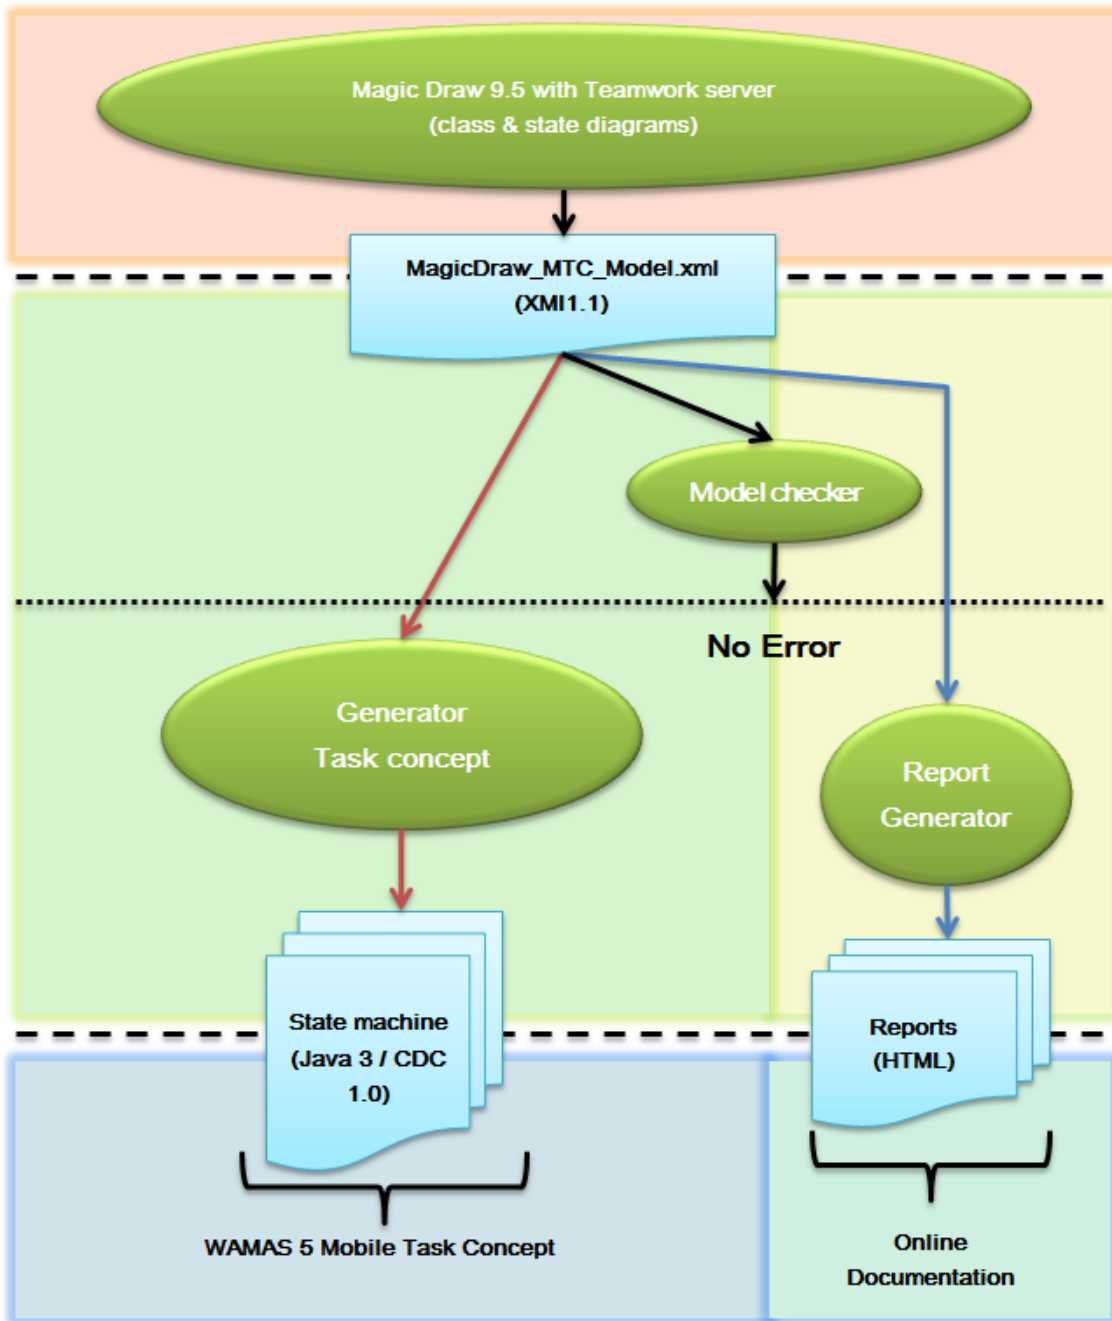 Magic Draw 9.5 with Teamwork server
(class & state diagrams)
MagicDraw_MTC_Model.xml
(XMI1.1)
Model checker
No Error
Generator
Task concept
Report
Generator
State machine
(Java 3 / CDC
1.0)
Reports
(HTML)
WAMAS 5 Mobile Task Concept
Online
Documentation